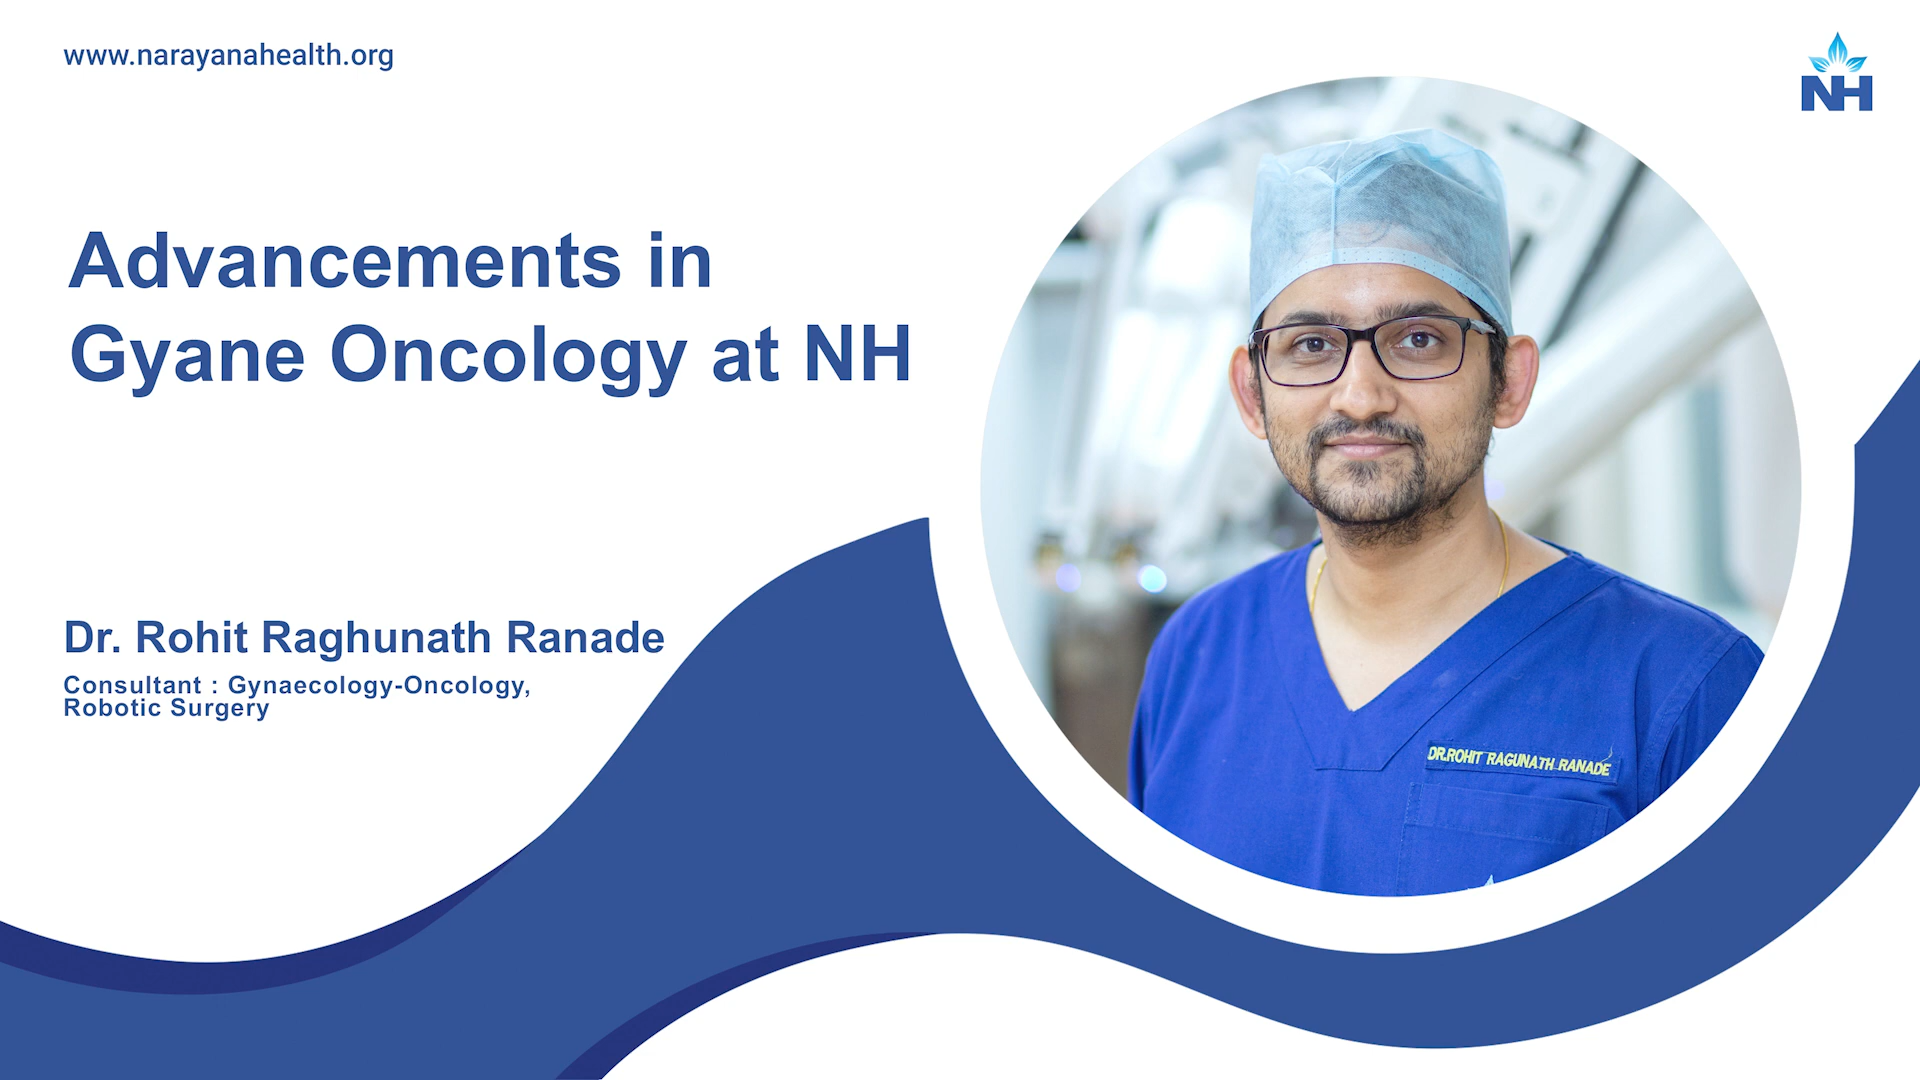 www.narayanahealth.org
NH
Advancements in
Gyane Oncology at NH
Dr. Rohit Raghunath Ranade
Consultant : Gynaecology-Oncology,
Robotic Surgery
DR.ROHIT RAGUNATH RANADE